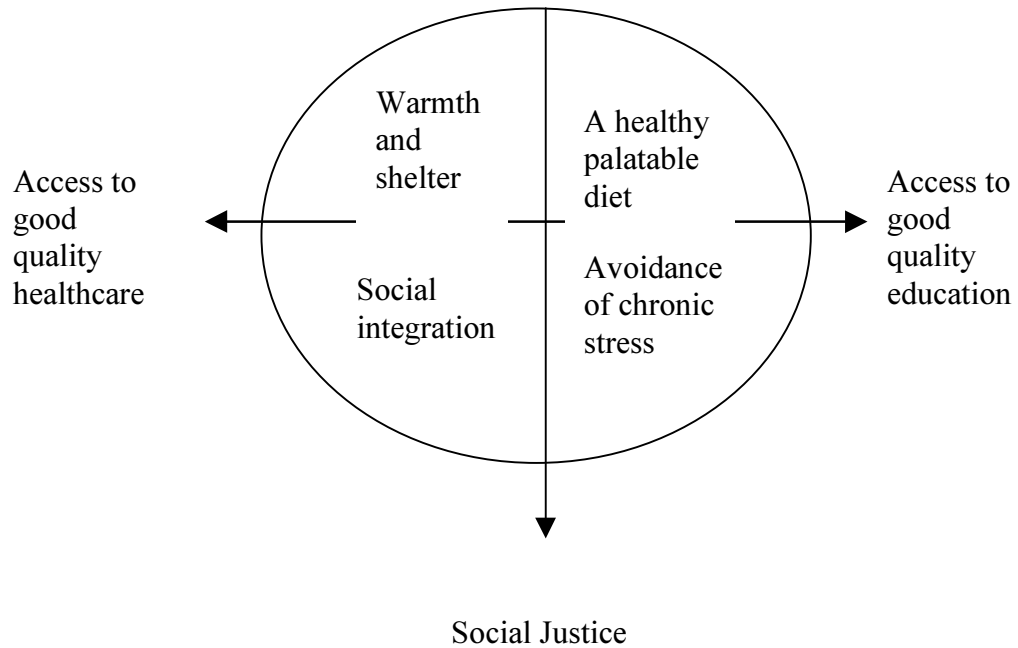 Warmth
and
shelter
A healthy
palatable
diet
Access to
good
quality
healthcare
Access to
good
quality
education
Social
integration
Avoidance
of chronic
stress
Social Justice